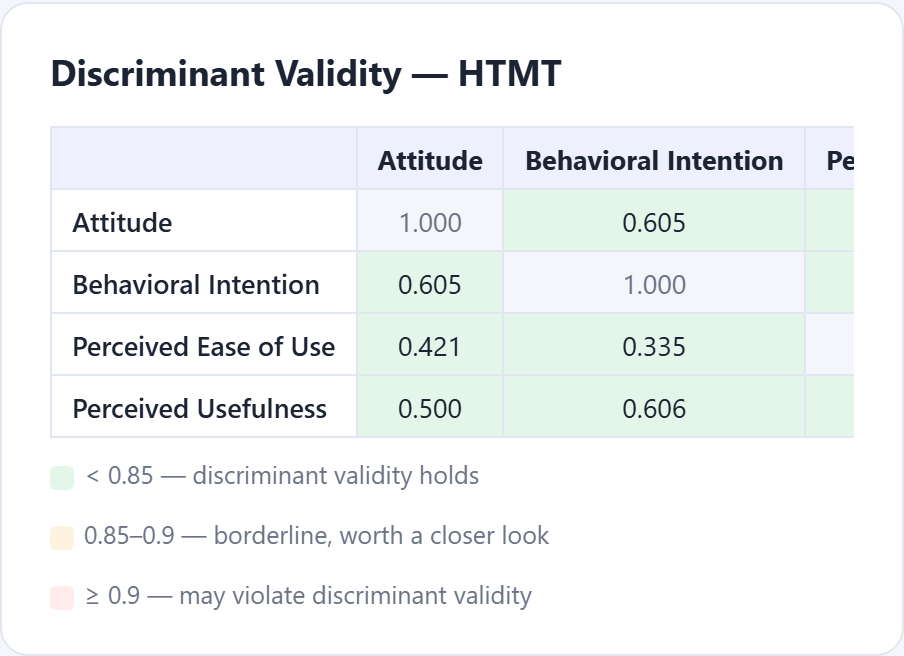 Discriminant Validity — HTMT
Attitude Behavioral Intention Pe
Attitude 1.000 0.605
Behavioral Intention 0.605 1.000
Perceived Ease of Use 0.421 0.335
Perceived Usefulness 0.500 0.606
< 0.85 — discriminant validity holds
0.85–0.9 — borderline, worth a closer look
≥ 0.9 — may violate discriminant validity